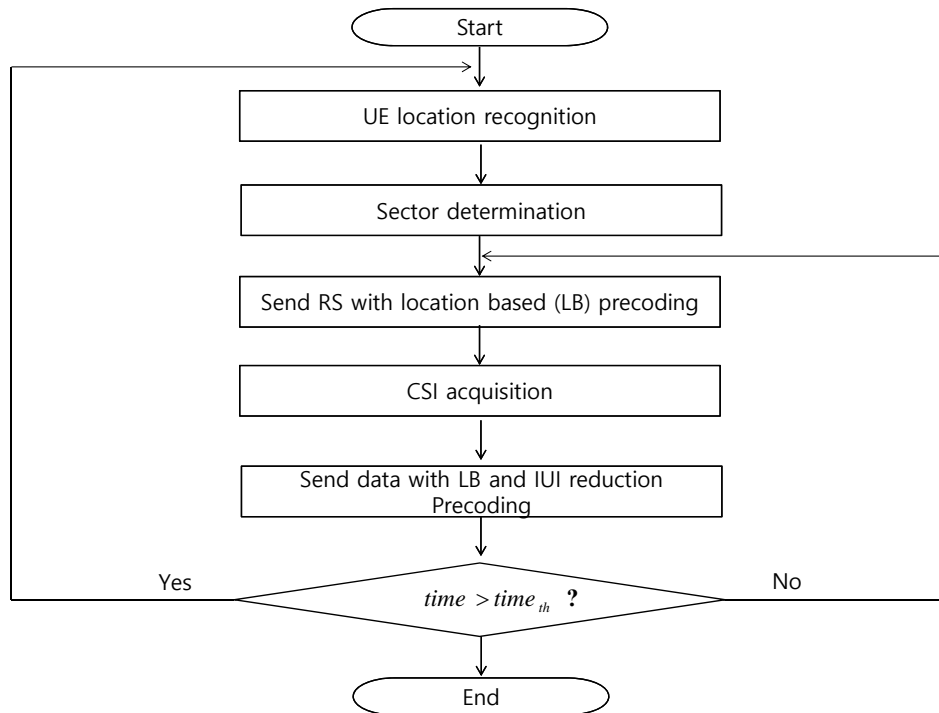 Start
UE location recognition
Sector determination
Send RS with location based (LB) precoding
CSI acquisition
Send data with LB and IUI reduction
Precoding
Yes
time > time_th ?
No
End